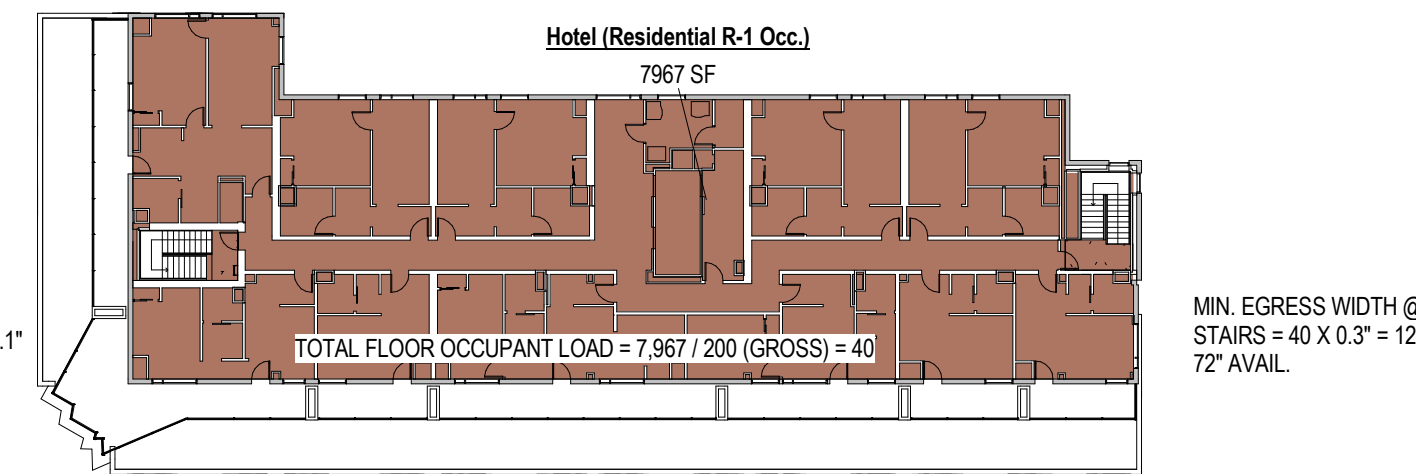 Hotel (Residential R-1 Occ.)
7967 SF
.1"
TOTAL FLOOR OCCUPANT LOAD = 7,967 / 200 (GROSS) = 40
MIN. EGRESS WIDTH @
STAIRS = 40 X 0.3" = 12
72" AVAIL.